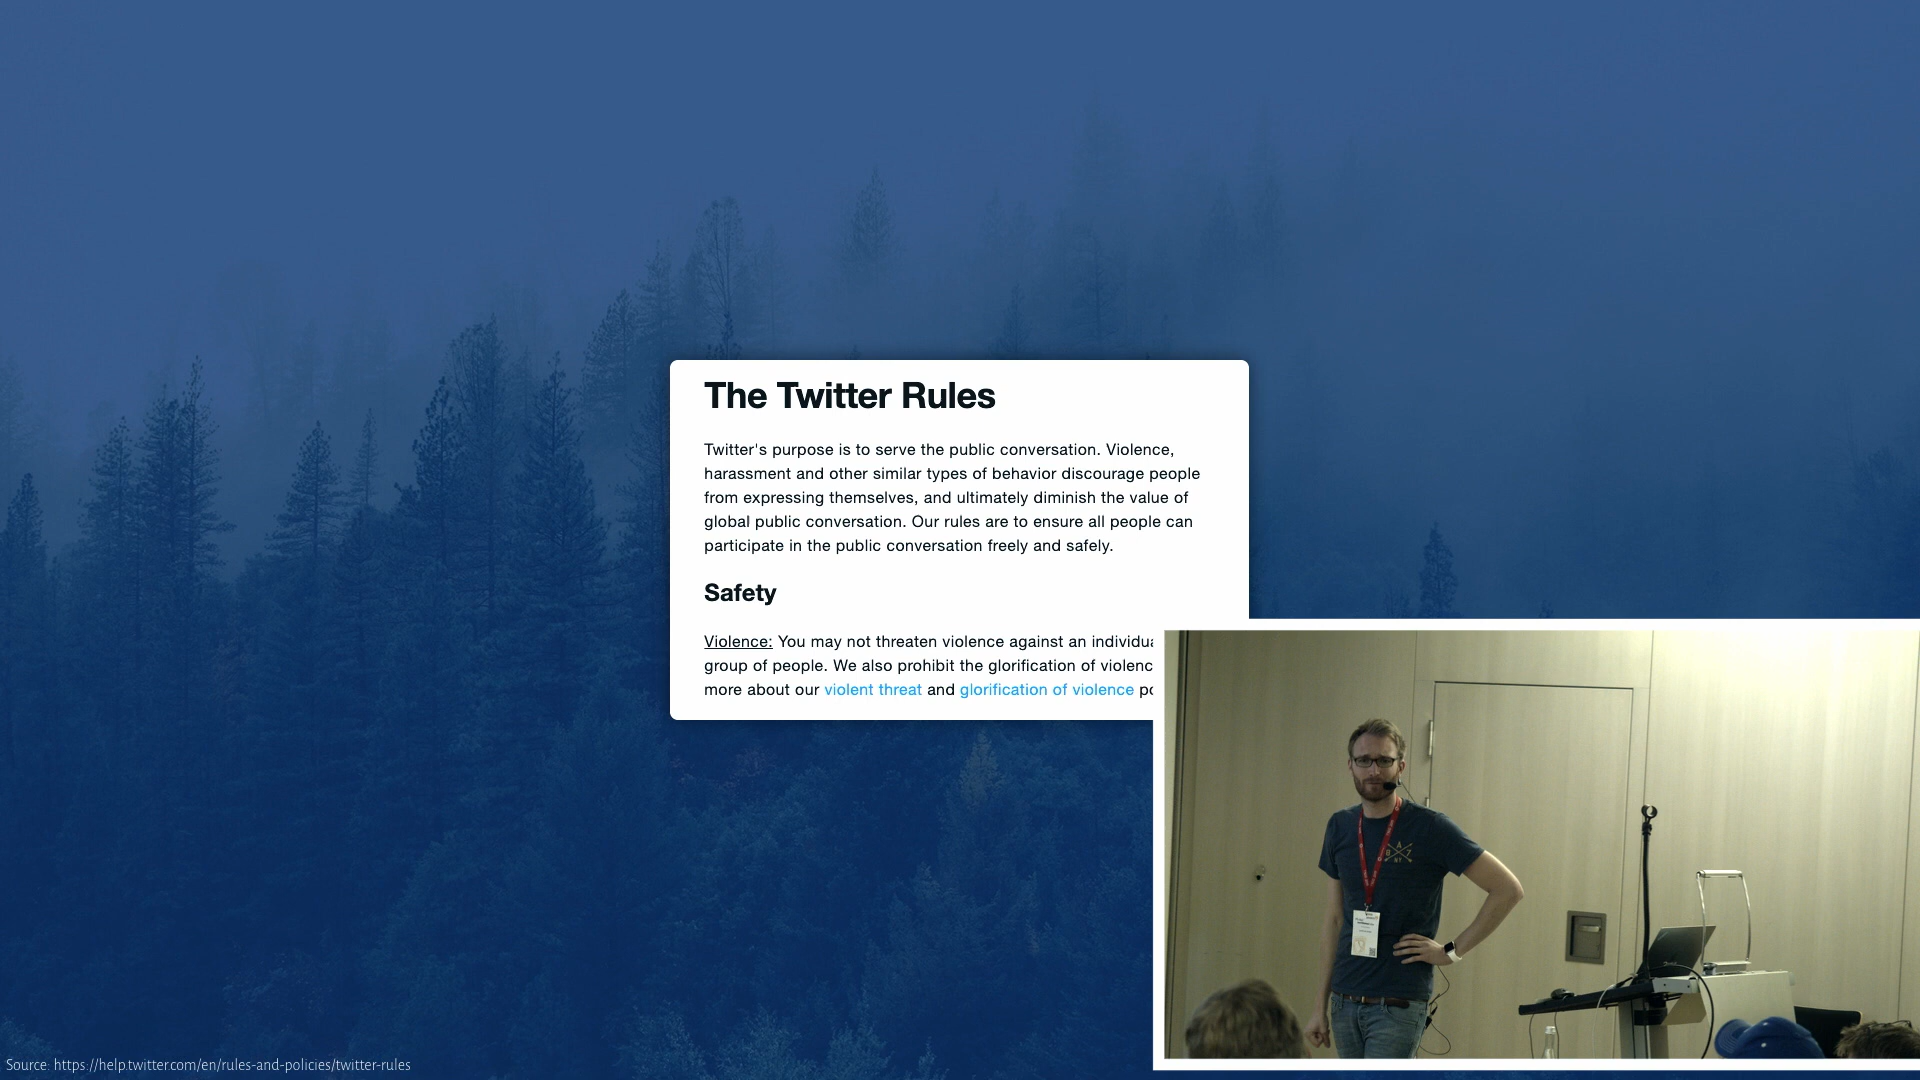 The Twitter Rules
Twitter's purpose is to serve the public conversation. Violence,
harassment and other similar types of behavior discourage people
from expressing themselves, and ultimately diminish the value of
global public conversation. Our rules are to ensure all people can
participate in the public conversation freely and safely.
Safety
Violence: You may not threaten violence against an
group of people. We also prohibit the glorification of
more about our violent threat and glorification of violence
Source: https://help.twitter.com/en/rules-and-policies/twitter-rules